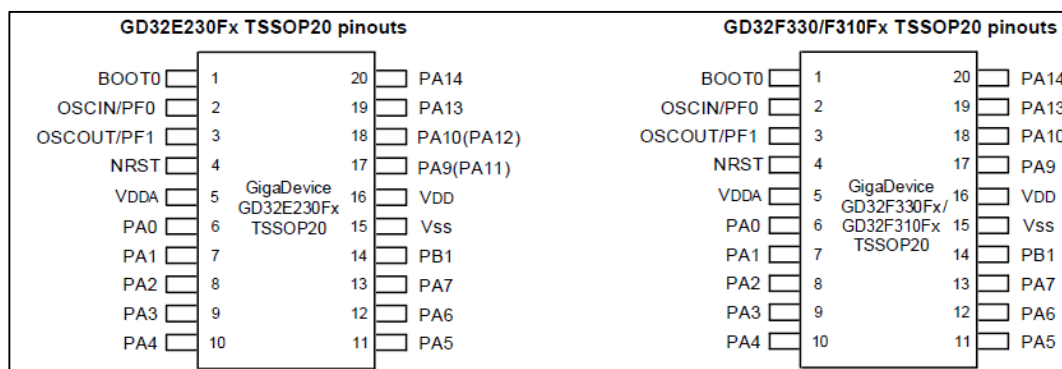 GD32E230Fx TSSOP20 pinouts
BOOT0 1 20 PA14
OSCIN/PF0 2 19 PA13
OSCOUT/PF1 3 18 PA10(PA12)
NRST 4 17 PA9(PA11)
VDDA 5 16 VDD
PA0 6 15 Vss
PA1 7 14 PB1
PA2 8 13 PA7
PA3 9 12 PA6
PA4 10 11 PA5
GigaDevice
GD32E230Fx
TSSOP20
GD32F330/F310Fx TSSOP20 pinouts
BOOT0 1 20 PA14
OSCIN/PF0 2 19 PA13
OSCOUT/PF1 3 18 PA10
NRST 4 17 PA9
VDDA 5 16 VDD
PA0 6 15 Vss
PA1 7 14 PB1
PA2 8 13 PA7
PA3 9 12 PA6
PA4 10 11 PA5
GigaDevice
GD32F330Fx/
GD32F310Fx
TSSOP20